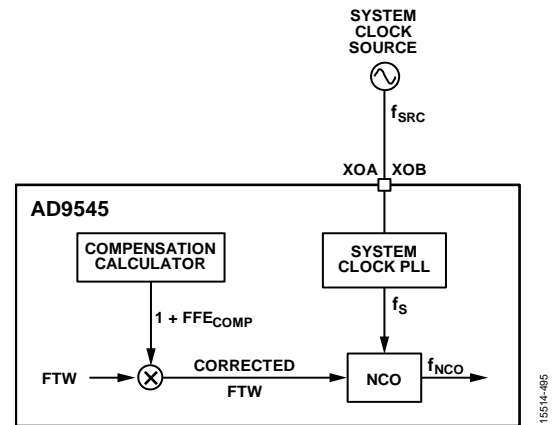 SYSTEM
CLOCK
SOURCE
fSRC
XOA XOB
AD9545
COMPENSATION
CALCULATOR
SYSTEM
CLOCK PLL
1 + FFECOMP
fS
FTW
CORRECTED
FTW
NCO
fNCO
15514-495